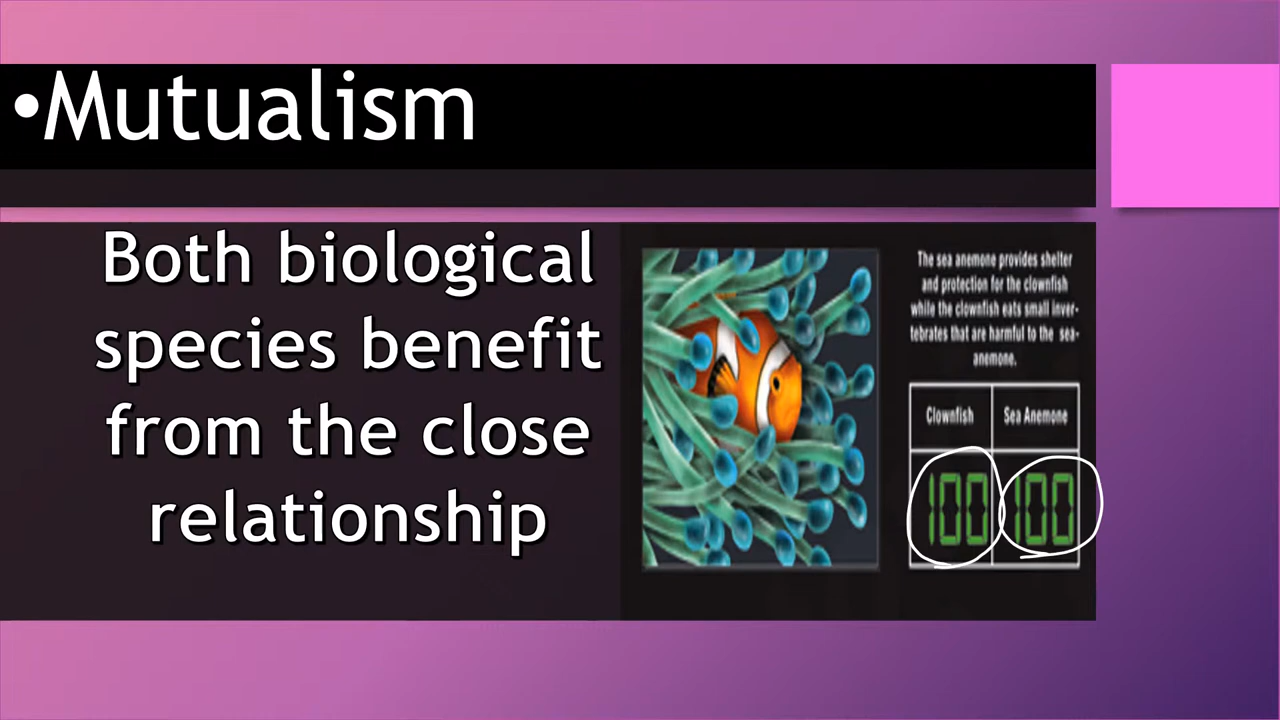 •Mutualism
Both biological
species benefit
from the close
relationship
The sea anemone provides shelter
and protection for the clownfish
while the clownfish eats small inver-
tebrates that are harmful to the sea-
anemone.
Clownfish Sea Anemone
100 100